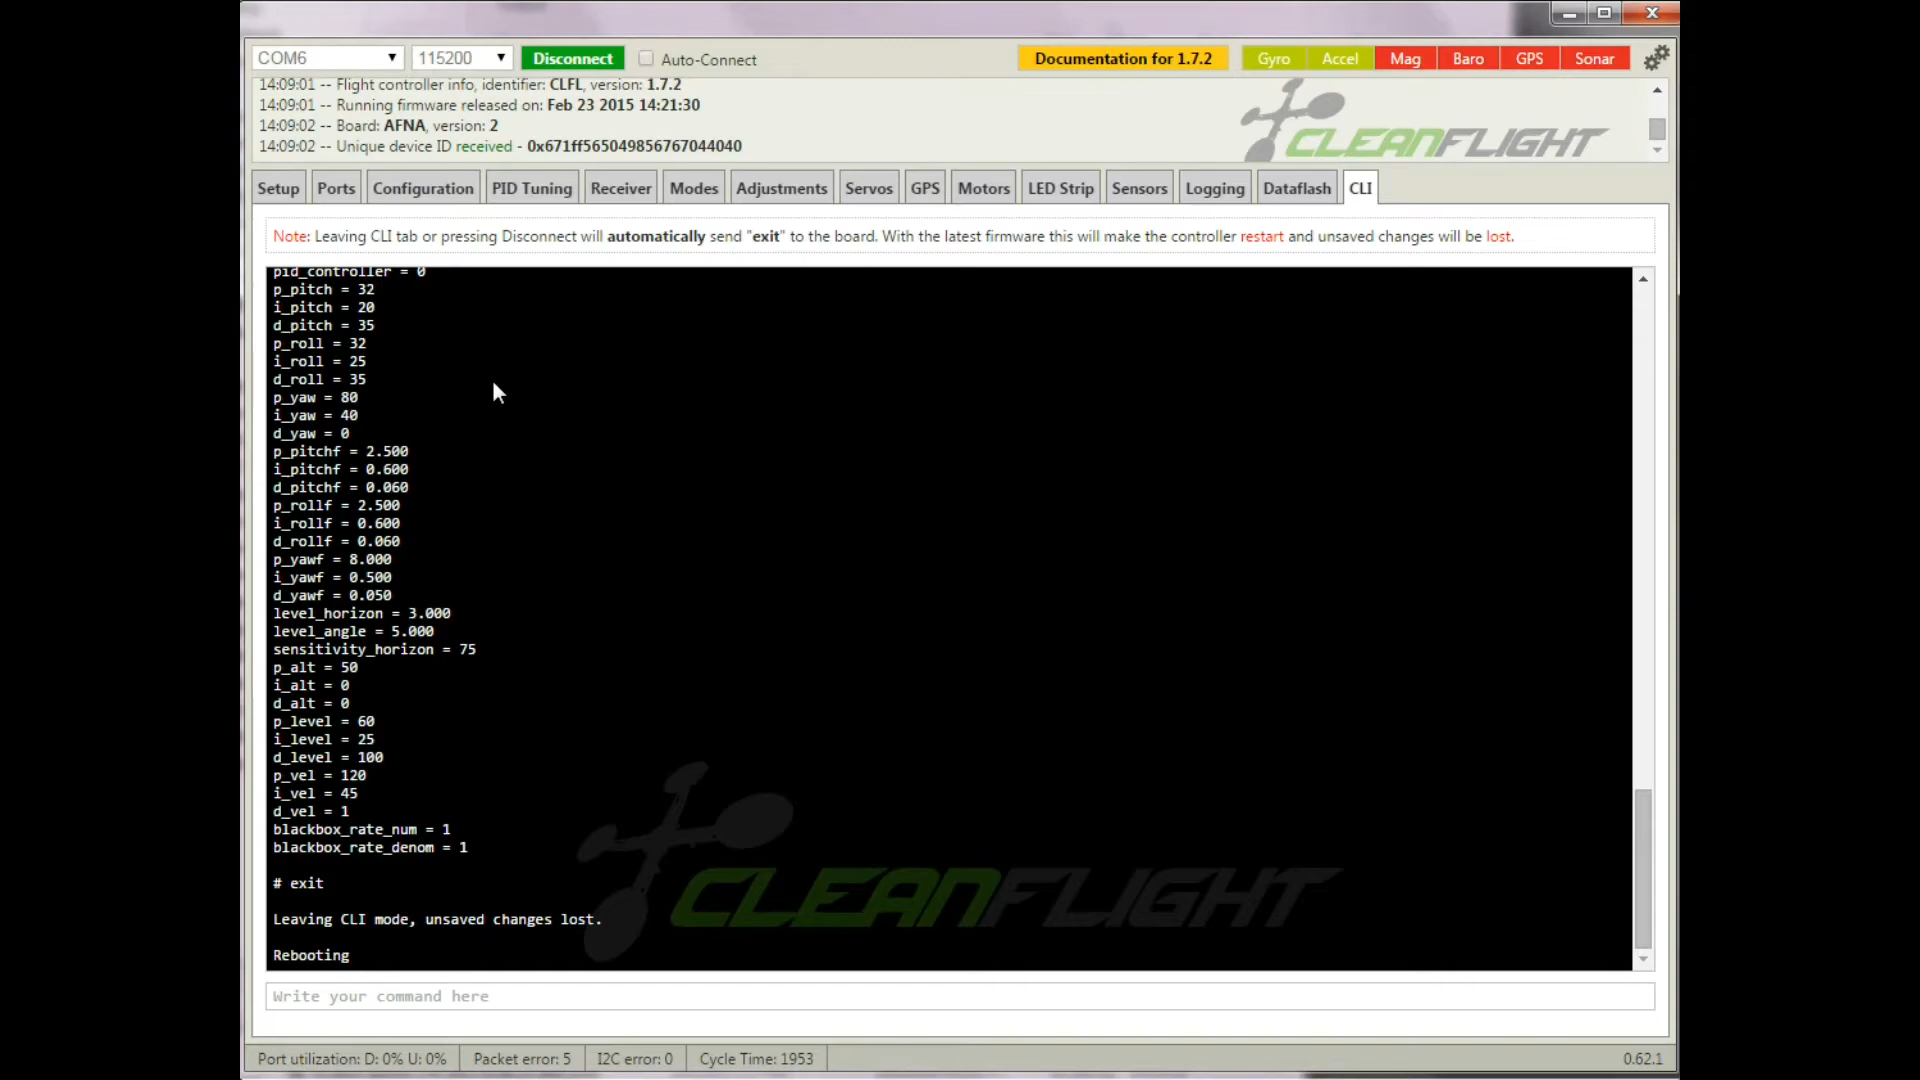 COM6 115200 Disconnect Auto-Connect Documentation for 1.7.2 Gyro Accel Mag Baro GPS Sonar
14:09:01 -- Flight controller info, identifier: CLFL, version: 1.7.2
14:09:01 -- Running firmware released on: Feb 23 2015 14:21:30
14:09:02 -- Board: AFNA, version: 2
14:09:02 -- Unique device ID received - 0x671ff565049856767044040
CLEANFLIGHT
Setup Ports Configuration PID Tuning Receiver Modes Adjustments Servos GPS Motors LED Strip Sensors Logging Dataflash CLI
Note: Leaving CLI tab or pressing Disconnect will automatically send "exit" to the board. With the latest firmware this will make the controller restart and unsaved changes will be lost.
pid_controller = 0
p_pitch = 32
i_pitch = 20
d_pitch = 35
p_roll = 32
i_roll = 25
d_roll = 35
p_yaw = 80
i_yaw = 40
d_yaw = 0
p_pitchf = 2.500
i_pitchf = 0.600
d_pitchf = 0.060
p_rollf = 2.500
i_rollf = 0.600
d_rollf = 0.060
p_yawf = 8.000
i_yawf = 0.500
d_yawf = 0.050
level_horizon = 3.000
level_angle = 5.000
sensitivity_horizon = 75
p_alt = 50
i_alt = 0
d_alt = 0
p_level = 60
i_level = 25
d_level = 100
p_vel = 120
i_vel = 45
d_vel = 1
blackbox_rate_num = 1
blackbox_rate_denom = 1
# exit
CLEANFLIGHT
Leaving CLI mode, unsaved changes lost.
Rebooting
Write your command here
Port utilization: D: 0% U: 0% Packet error: 5 I2C error: 0 Cycle Time: 1953 0.62.1